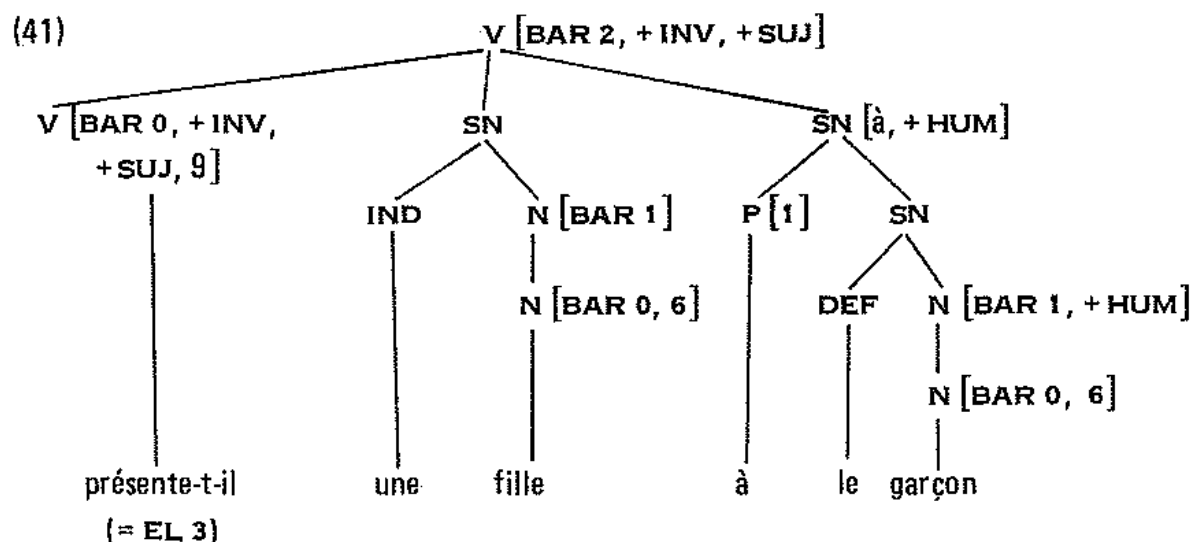 (41)
V [BAR 2, + INV, + SUJ]
V [BAR 0, + INV, + SUJ, 9] SN SN [à, + HUM]
IND N [BAR 1] P [1] SN
N [BAR 0, 6] DEF N [BAR 1, + HUM]
N [BAR 0, 6]
présente-t-il une fille à le garçon
(= EL 3)